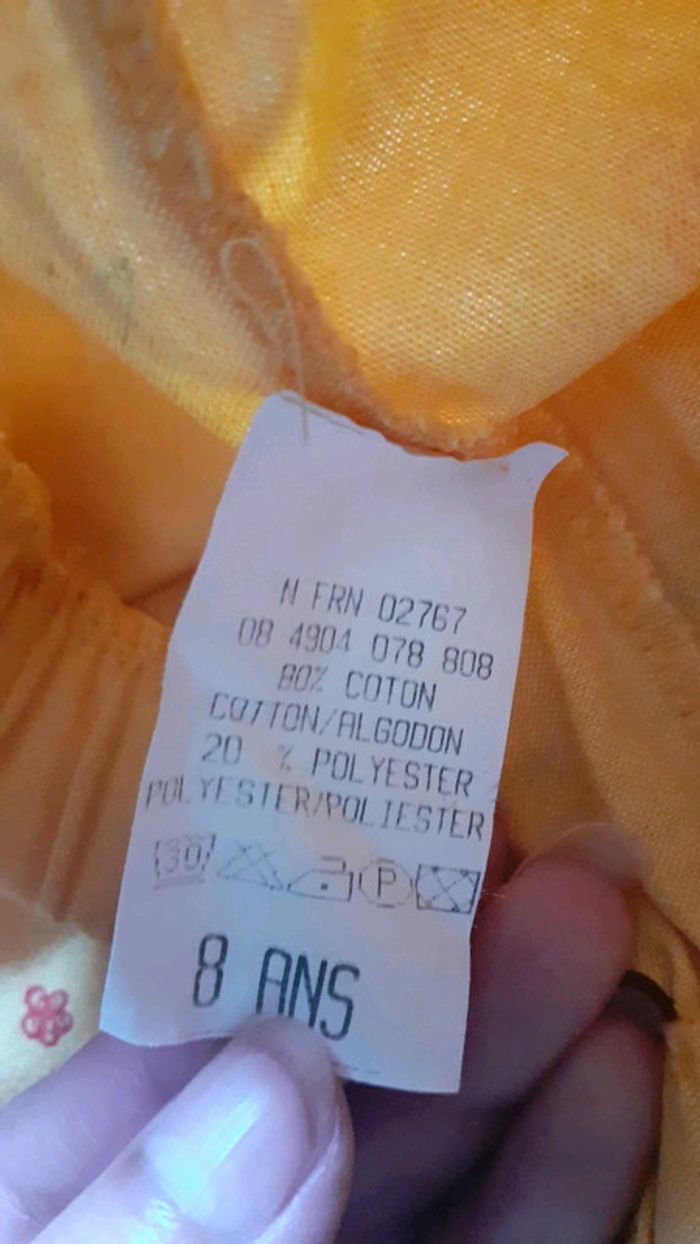 N FRN 02767
08 4904 078 808
80% COTON
COTTON/ALGODON
20 % POLYESTER
POLYESTER/POLIESTER
30 P
8 ANS